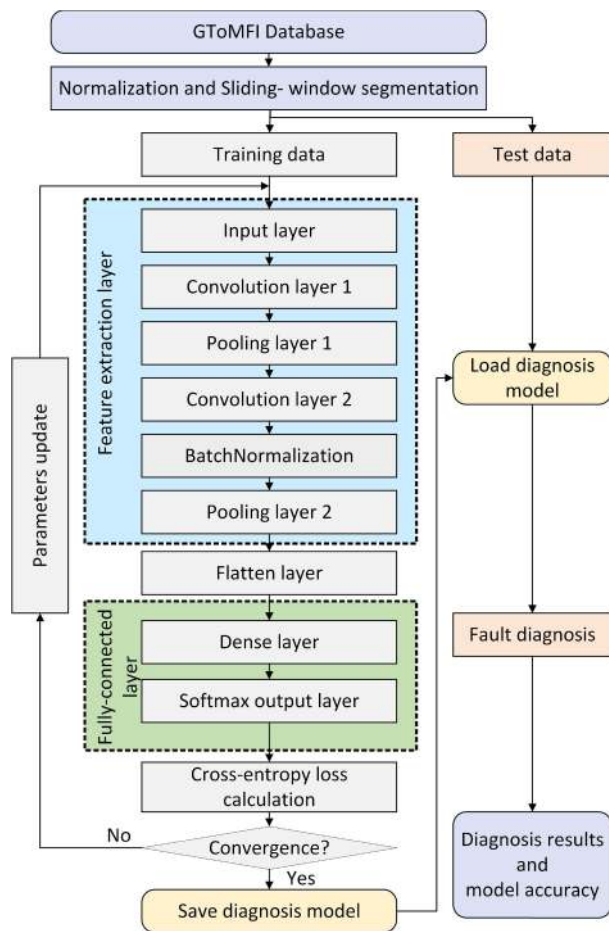 GToMFI Database
Normalization and Sliding- window segmentation
Training data
Test data
Feature extraction layer
Input layer
Convolution layer 1
Pooling layer 1
Convolution layer 2
BatchNormalization
Pooling layer 2
Parameters update
Load diagnosis
model
Flatten layer
Fully-connected
layer
Dense layer
Softmax output layer
Fault diagnosis
Cross-entropy loss
calculation
No
Convergence?
Yes
Save diagnosis model
Diagnosis results
and
model accuracy